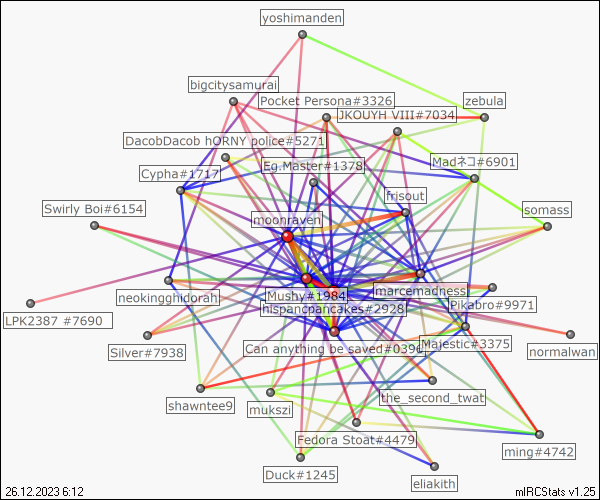 yoshimanden
bigcitysamurai
Pocket Persona#3326
zebula
JKOUYH VIII#7034
DacobDacob hORNY police#5271
Eg.Master#1378
Madネコ#6901
Cypha#1717
frisout
Swirly Boi#6154
moonraven
somass
neokingghidorah
Mushy#1984
marcemadness
hispancpancakes#2928
Pikabro#9971
LPK2387 #7690
Silver#7938
Can anything be saved#0396
Majestic#3375
normalwan
shawntee9
mukszi
the_second_twat
Fedora Stoat#4479
ming#4742
Duck#1245
eliakith
26.12.2023 6:12
mIRCStats v1.25